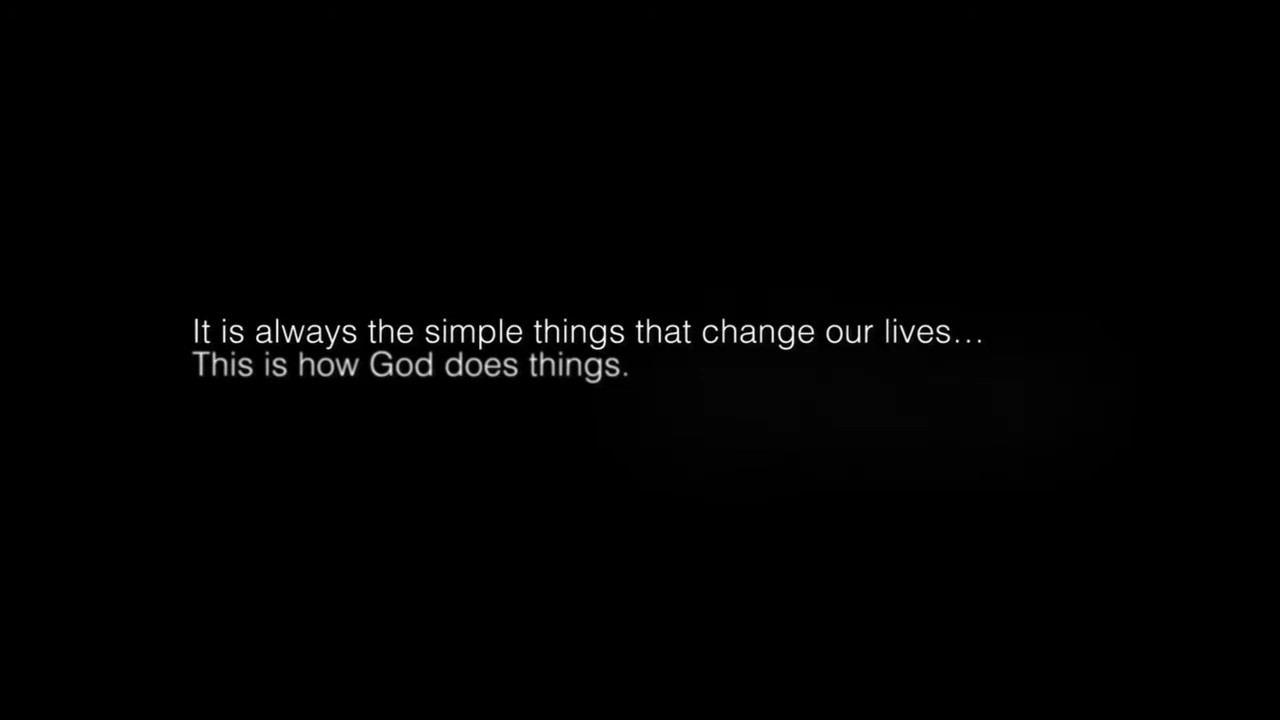 It is always the simple things that change our lives…
This is how God does things.